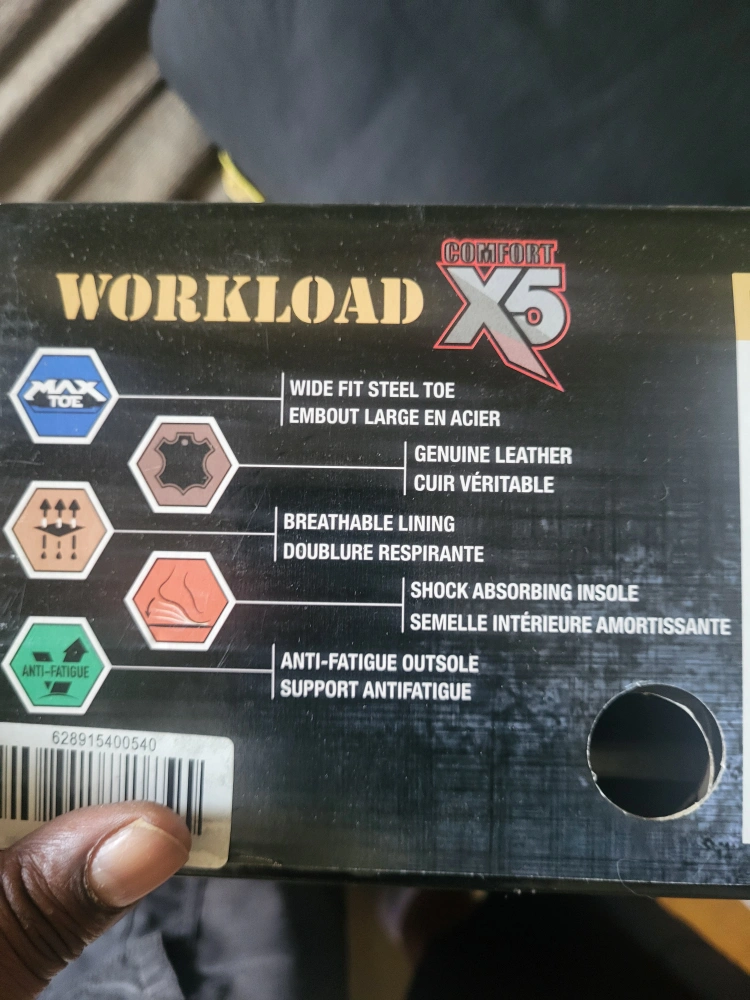 COMFORT
WORKLOAD X5
MAX
TOE
WIDE FIT STEEL TOE
EMBOUT LARGE EN ACIER
GENUINE LEATHER
CUIR VÉRITABLE
BREATHABLE LINING
DOUBLURE RESPIRANTE
SHOCK ABSORBING INSOLE
SEMELLE INTÉRIEURE AMORTISSANTE
ANTI-FATIGUE
ANTI-FATIGUE OUTSOLE
SUPPORT ANTIFATIGUE
628915400540